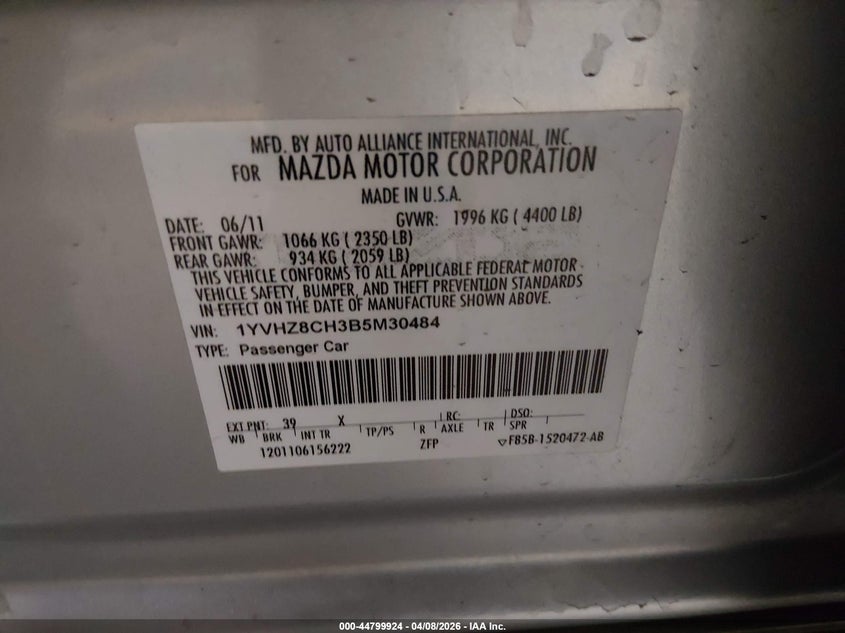 MFD. BY AUTO ALLIANCE INTERNATIONAL, INC.
FOR MAZDA MOTOR CORPORATION
MADE IN U.S.A.
DATE: 06/11 GVWR: 1996 KG ( 4400 LB)
FRONT GAWR: 1066 KG ( 2350 LB)
REAR GAWR: 934 KG ( 2059 LB)
THIS VEHICLE CONFORMS TO ALL APPLICABLE FEDERAL MOTOR
VEHICLE SAFETY, BUMPER, AND THEFT PREVENTION STANDARDS
IN EFFECT ON THE DATE OF MANUFACTURE SHOWN ABOVE.
VIN: 1YVHZ8CH3B5M30484
TYPE: Passenger Car
EXT PNT: 39 X LRC: DSO:
WB BRK INT TR TP/PS R AXLE TR SPR
1201106156222 ZFP F85B-1520472-AB
000-44799924 - 04/08/2026 - IAA Inc.